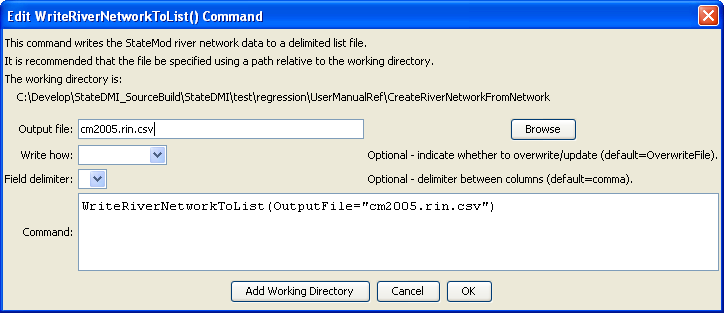 Edit WriteRiverNetworkToList() Command
This command writes the StateMod river network data to a delimited list file.
It is recommended that the file be specified using a path relative to the working directory.
The working directory is:
C:\Develop\StateDMI_SourceBuild\StateDMI\test\regression\UserManualRef\CreateRiverNetworkFromNetwork
Output file: cm2005.rin.csv Browse
Write how: Optional - indicate whether to overwrite/update (default=OverwriteFile).
Field delimiter: Optional - delimiter between columns (default=comma).
WriteRiverNetworkToList(OutputFile="cm2005.rin.csv")
Command:
Add Working Directory Cancel OK